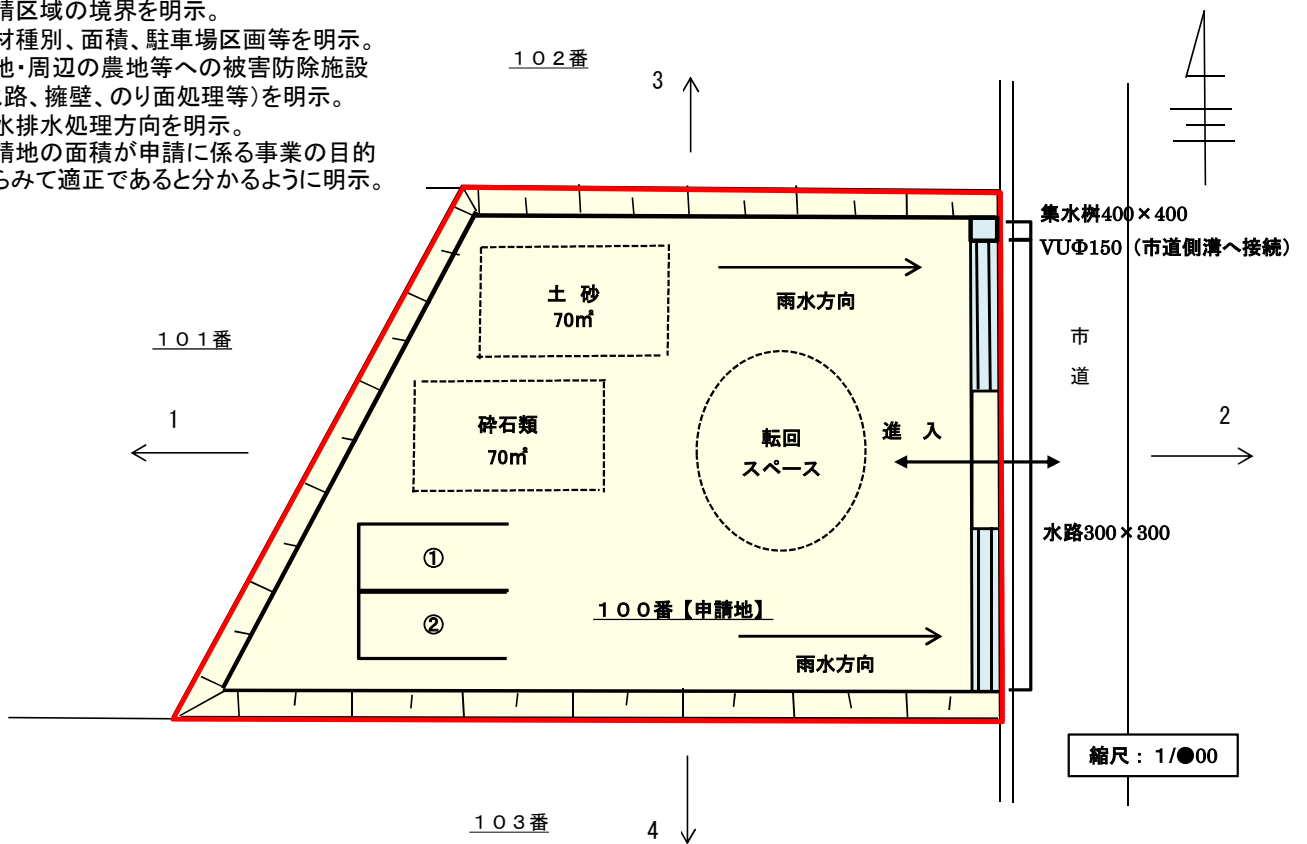 請区域の境界を明示。
材種別、面積、駐車場区画等を明示。
地・周辺の農地等への被害防除施設
路、擁壁、のり面処理等)を明示。
水排水処理方向を明示。
請地の面積が申請に係る事業の目的
らみて適正であると分かるように明示。
102番
3
集水桝400×400
VUΦ150(市道側溝へ接続)
土 砂
70㎡
雨水方向
101番
市
道
1
砕石類
70㎡
転回
スペース
進 入
2
水路300×300
①
②
100番【申請地】
雨水方向
縮尺:1/●00
103番
4